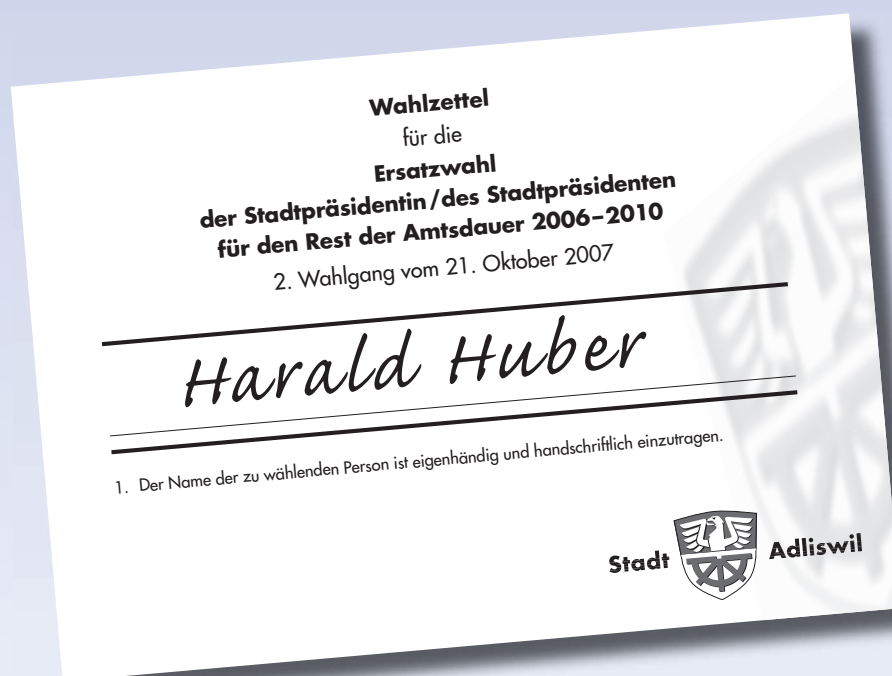 Wahlzettel
für die
Ersatzwahl
der Stadtpräsidentin/des Stadtpräsidenten
für den Rest der Amtsdauer 2006–2010
2. Wahlgang vom 21. Oktober 2007
Harald Huber
1. Der Name der zu wählenden Person ist eigenhändig und handschriftlich einzutragen.
Stadt Adliswil